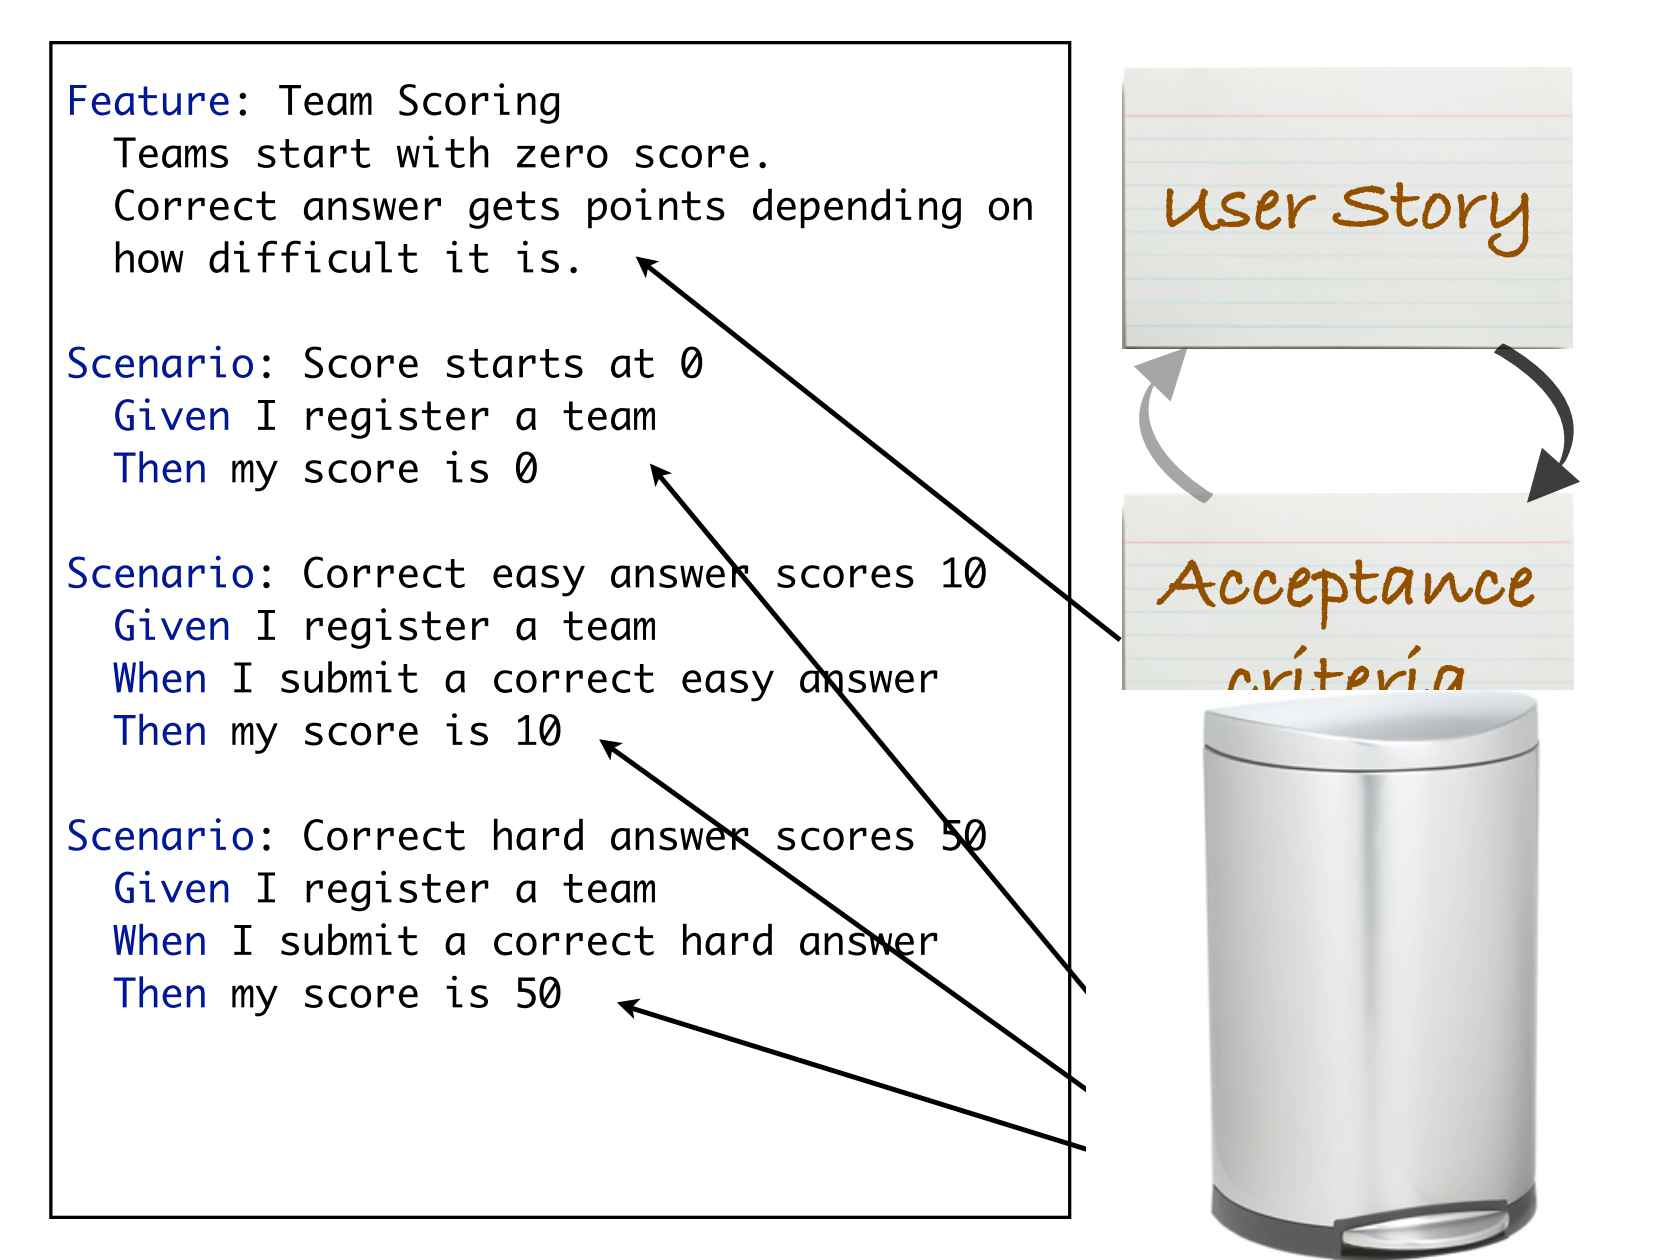 Feature: Team Scoring
Teams start with zero score.
Correct answer gets points depending on
how difficult it is.
Scenario: Score starts at 0
Given I register a team
Then my score is 0
Scenario: Correct easy answer scores 10
Given I register a team
When I submit a correct easy answer
Then my score is 10
Scenario: Correct hard answer scores 50
Given I register a team
When I submit a correct hard answer
Then my score is 50
User Story
Acceptance
criteria